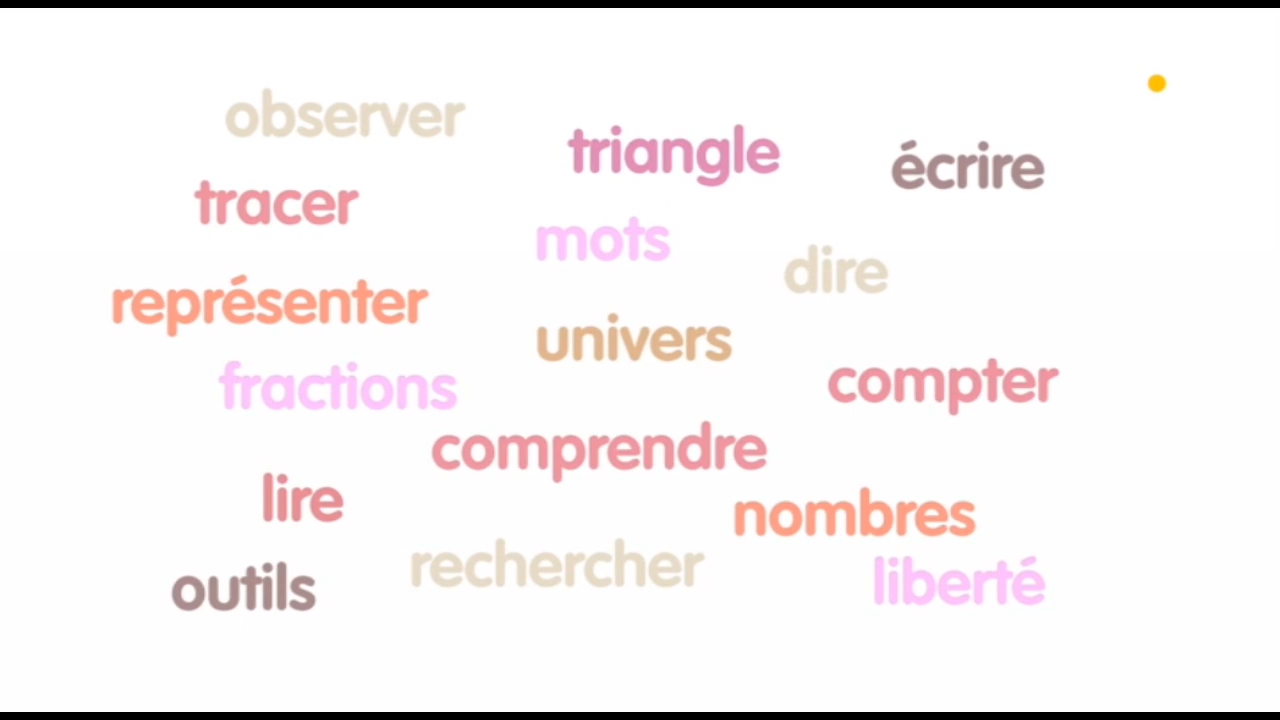 observer
triangle
écrire
tracer
mots
dire
représenter
univers
fractions
compter
comprendre
lire
nombres
rechercher
outils
liberté